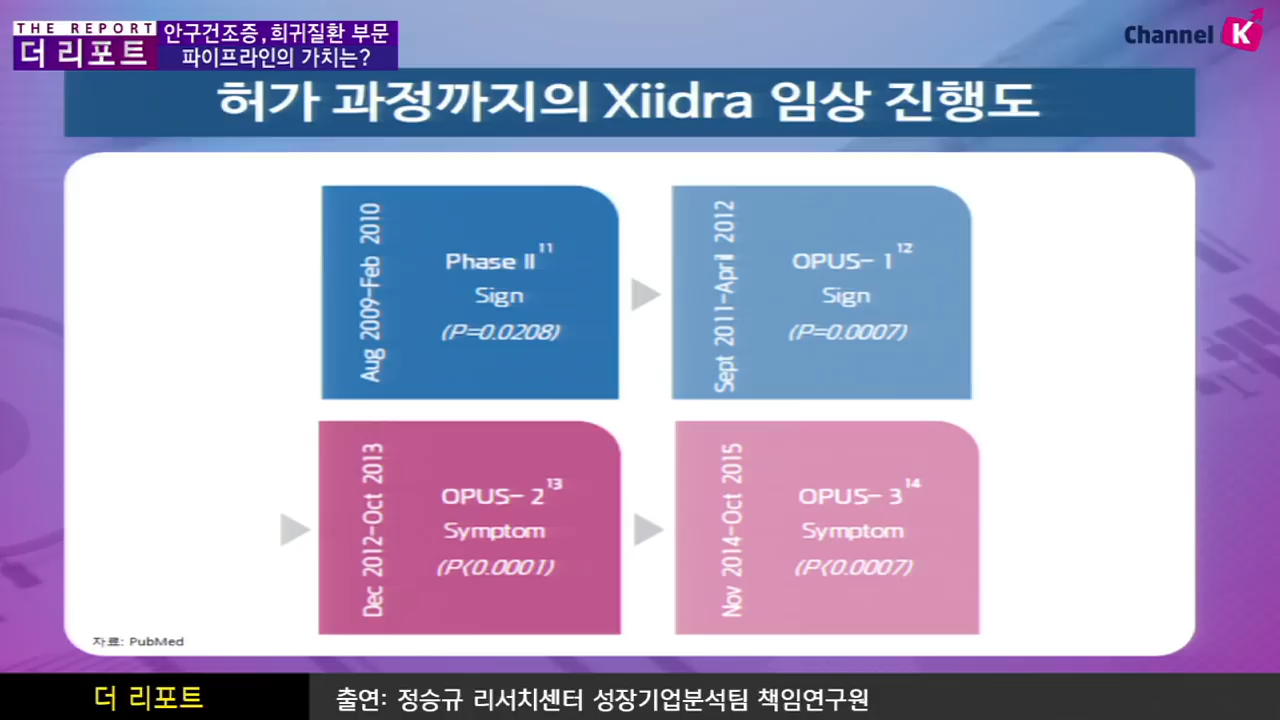 THE REPORT
더 리포트
안구건조증, 희귀질환 부문
파이프라인의 가치는?
Channel K
허가 과정까지의 Xiidra 임상 진행도
Aug 2009-Feb 2010
Phase II 11
Sign
(P=0.0208)
Sept 2011-April 2012
OPUS- 1 12
Sign
(P=0.0007)
Dec 2012-Oct 2013
OPUS- 2 13
Symptom
(P<0.0001)
Nov 2014-Oct 2015
OPUS- 3 14
Symptom
(P<0.0007)
자료: PubMed
더 리포트
출연: 정승규 리서치센터 성장기업분석팀 책임연구원